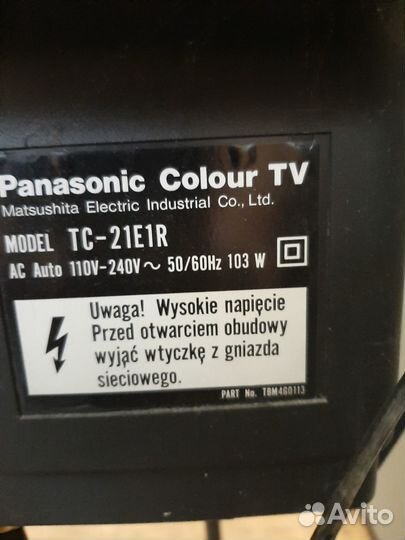 Panasonic Colour TV
Matsushita Electric Industrial Co., Ltd.
MODEL TC-21E1R
AC Auto 110V-240V~ 50/60Hz 103 W
Uwaga! Wysokie napięcie
Przed otwarciem obudowy
wyjąć wtyczkę z gniazda
sieciowego.
PART No. TBM460113
Avito